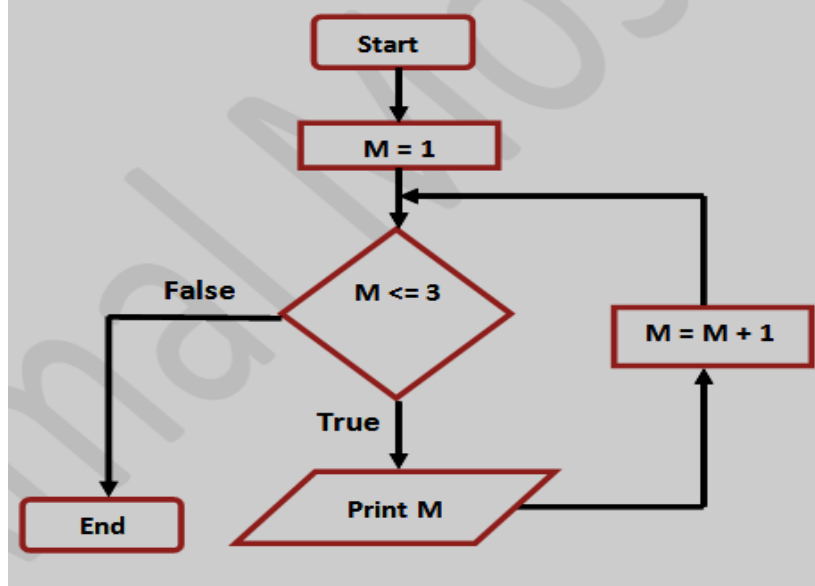 Start
M = 1
M <= 3
False
M = M + 1
True
Print M
End